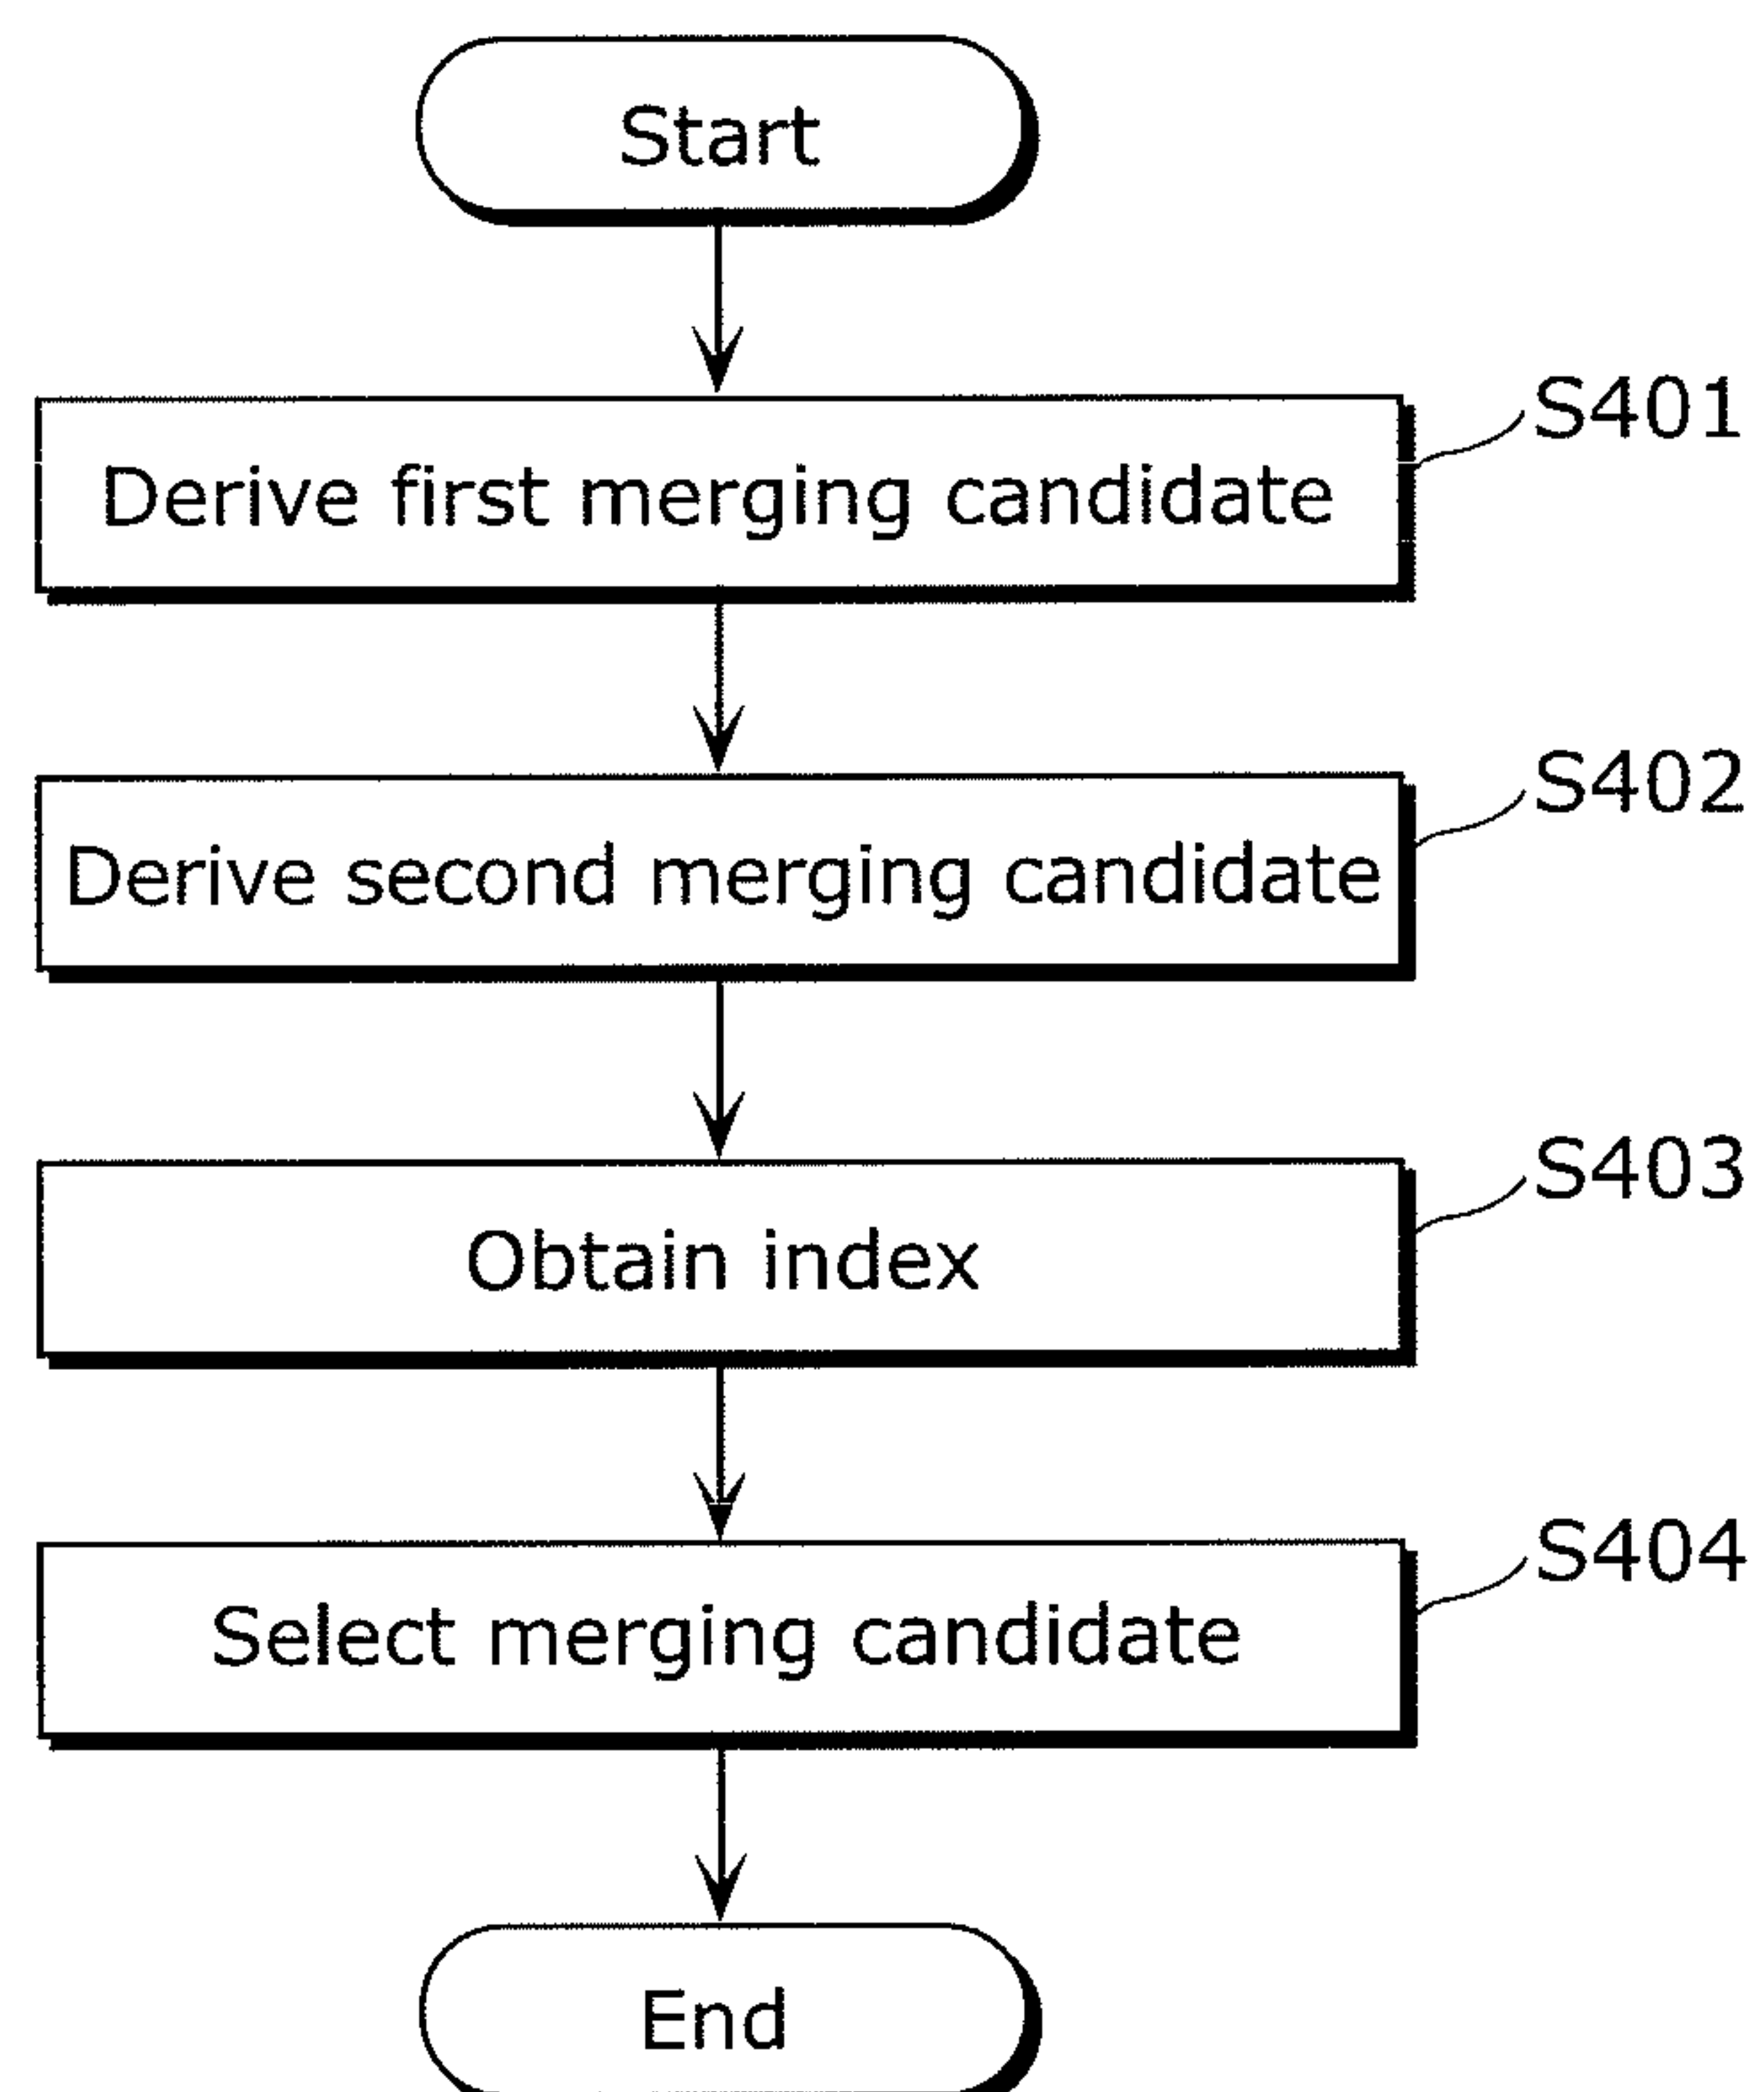 Start
S401
Derive first merging candidate
S402
Derive second merging candidate
S403
Obtain index
S404
Select merging candidate
End